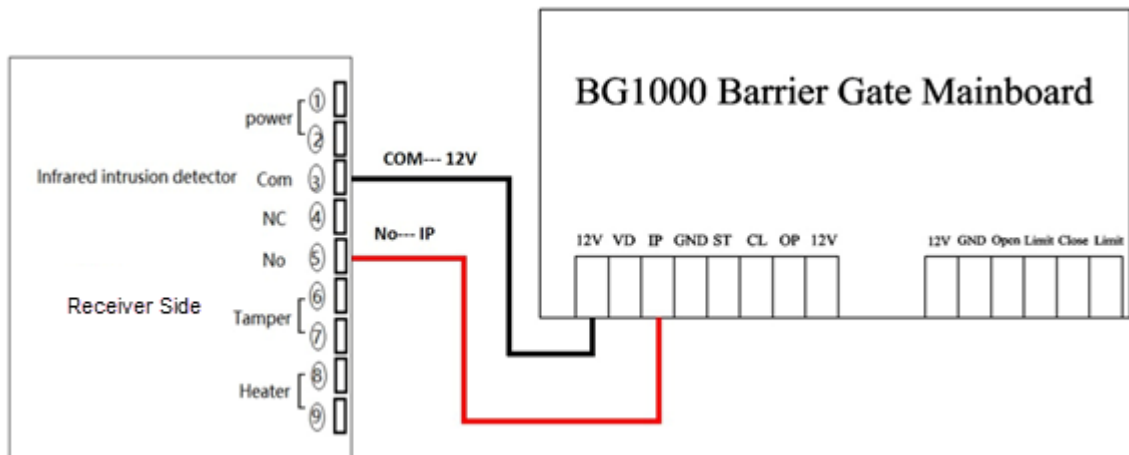 BG1000 Barrier Gate Mainboard
power
①
②
COM--- 12V
Infrared intrusion detector Com ③
NC ④
No--- IP
No ⑤
12V VD IP GND ST CL OP 12V
12V GND Open Limit Close Limit
Receiver Side
Tamper
⑥
⑦
Heater
⑧
⑨